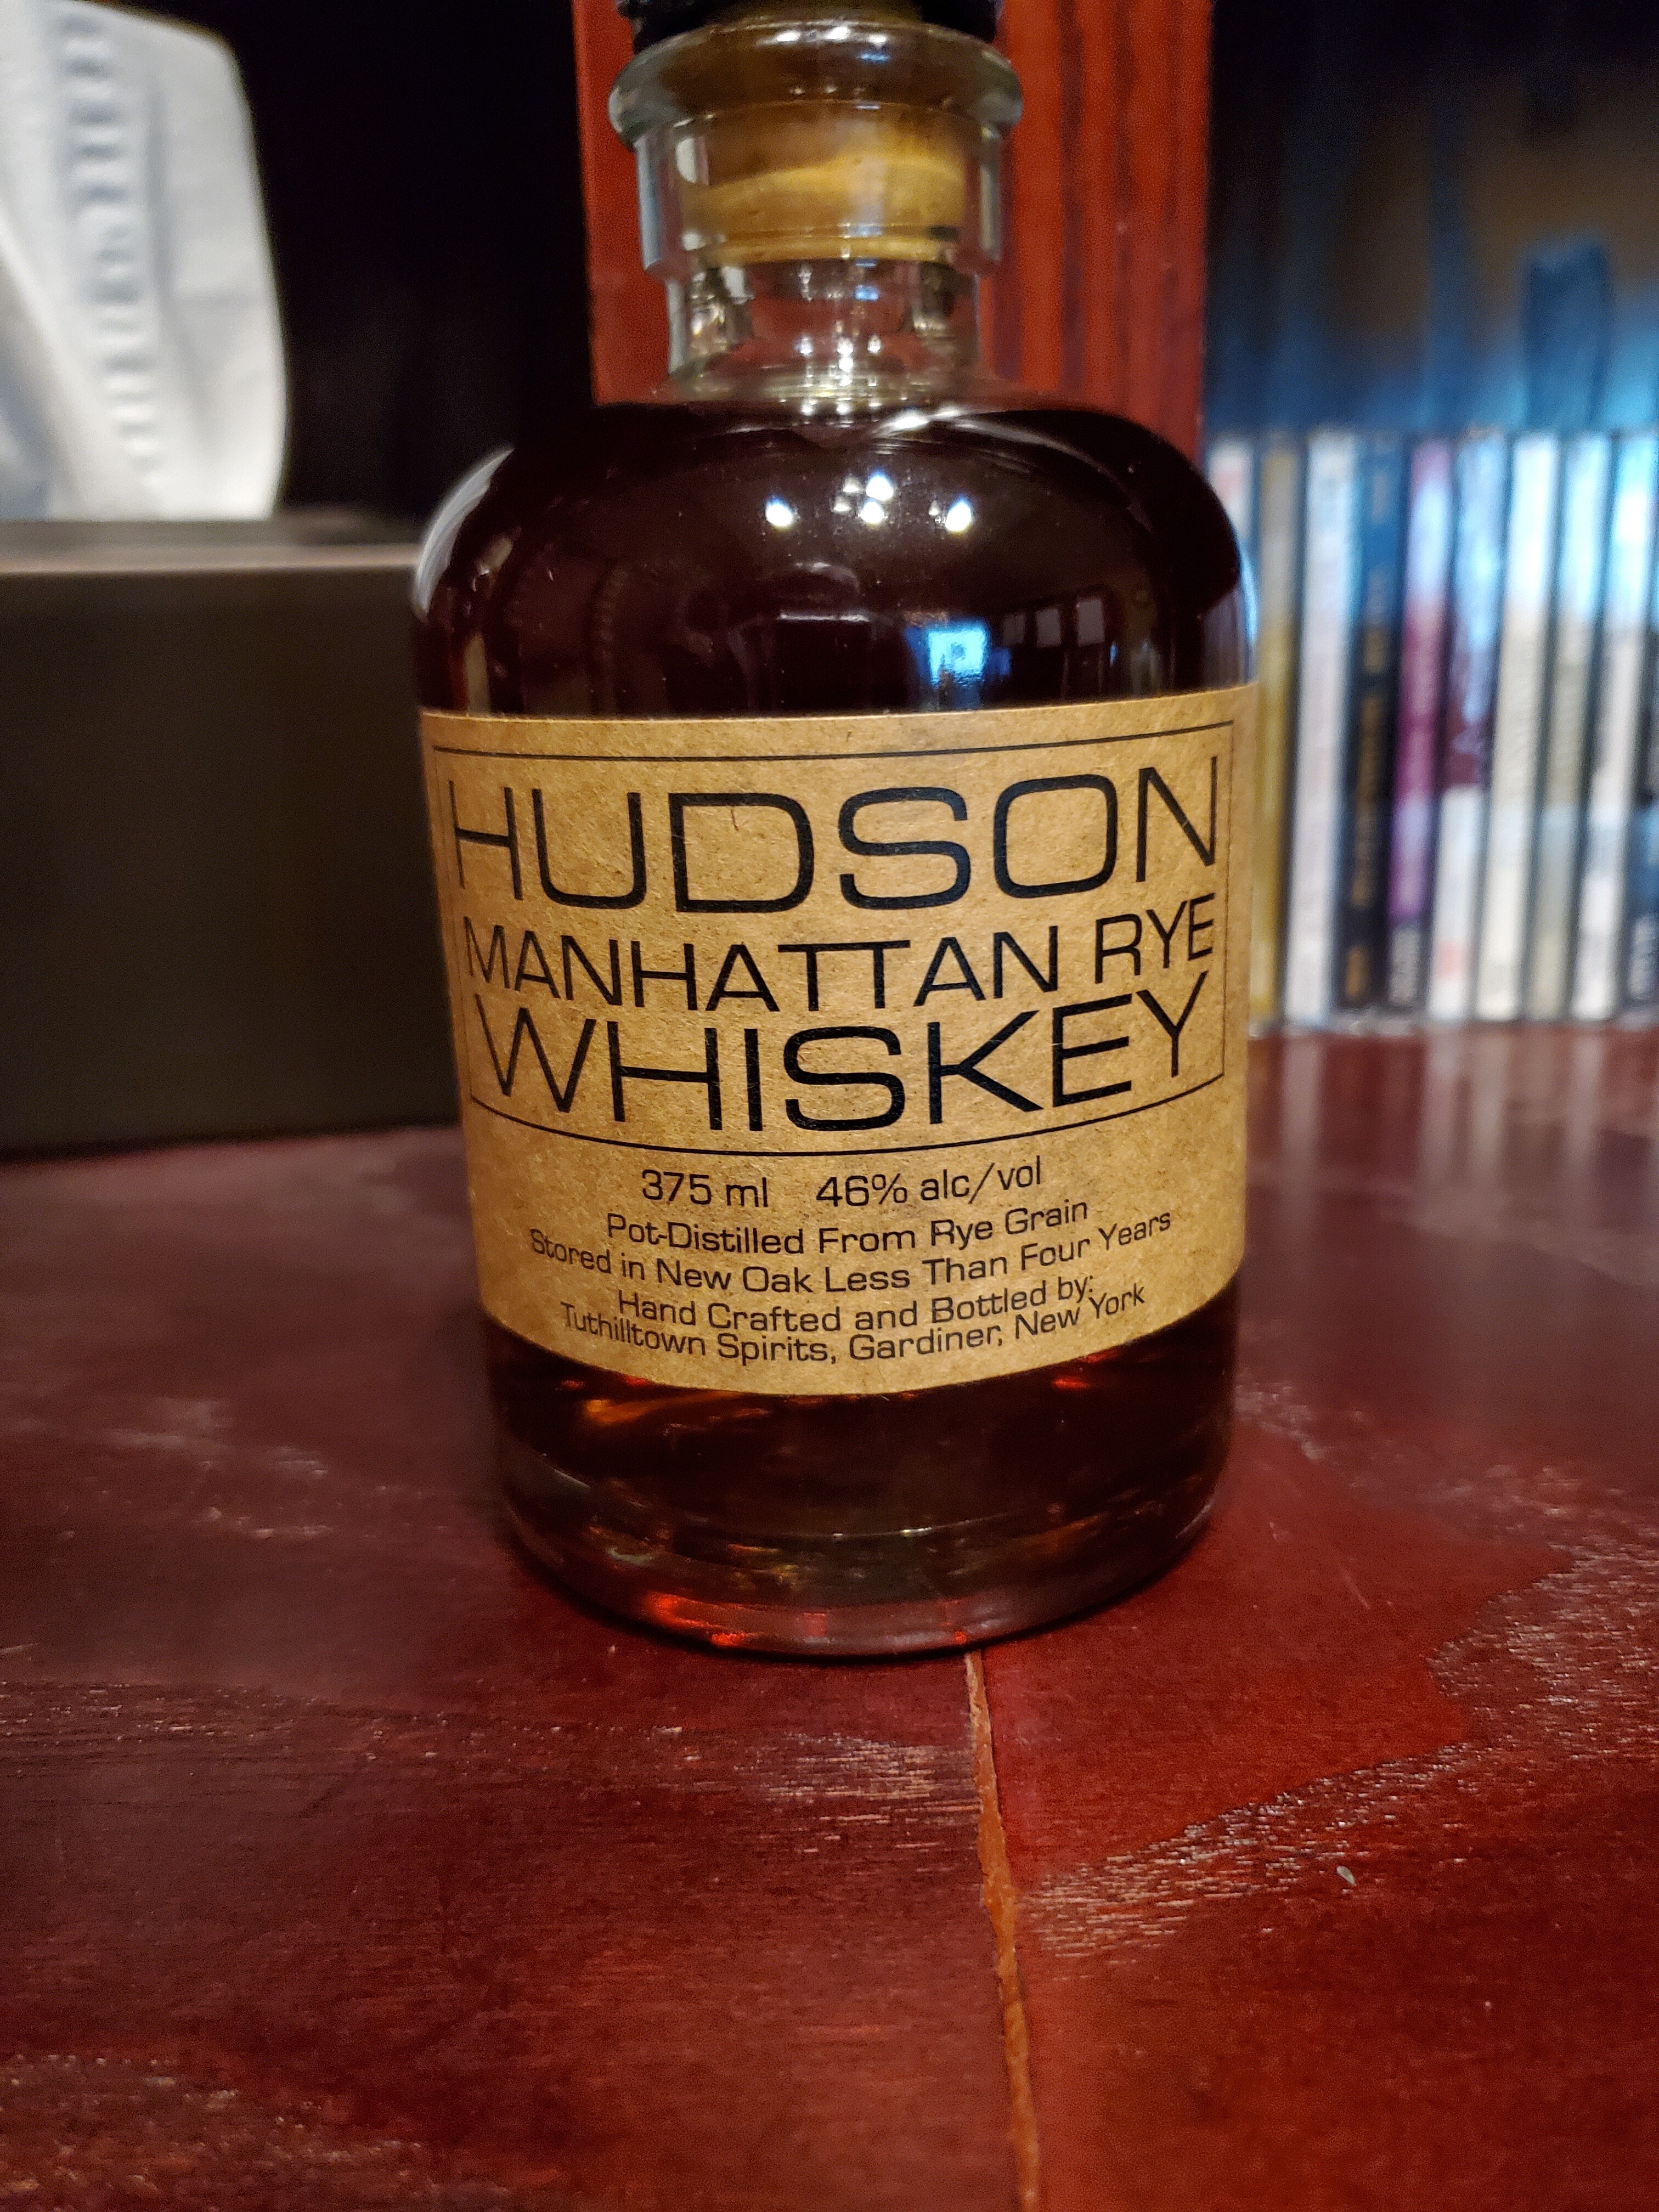 HUDSON
MANHATTAN RYE
WHISKEY
375 ml 46% alc/vol
Pot-Distilled From Rye Grain
Stored in New Oak Less Than Four Years
Hand Crafted and Bottled by:
Tuthilltown Spirits, Gardiner, New York